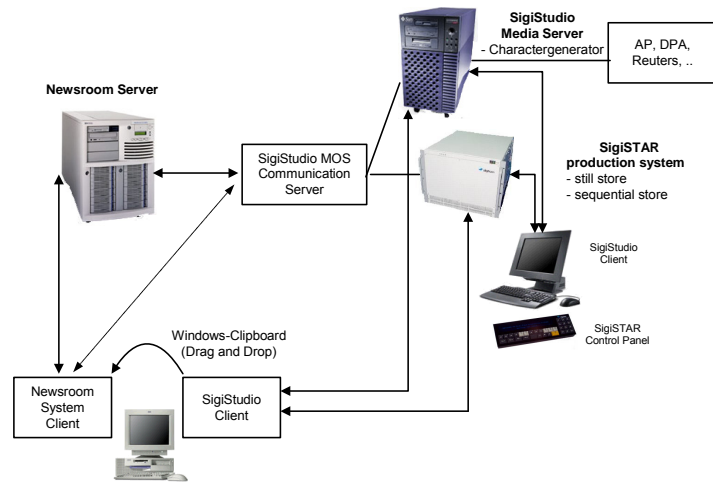 SigiStudio
Media Server
- Charactergenerator
AP, DPA,
Reuters, ..
Newsroom Server
SigiStudio MOS
Communication
Server
SigiSTAR
production system
- still store
- sequential store
SigiStudio
Client
SigiSTAR
Control Panel
Windows-Clipboard
(Drag and Drop)
Newsroom
System
Client
SigiStudio
Client